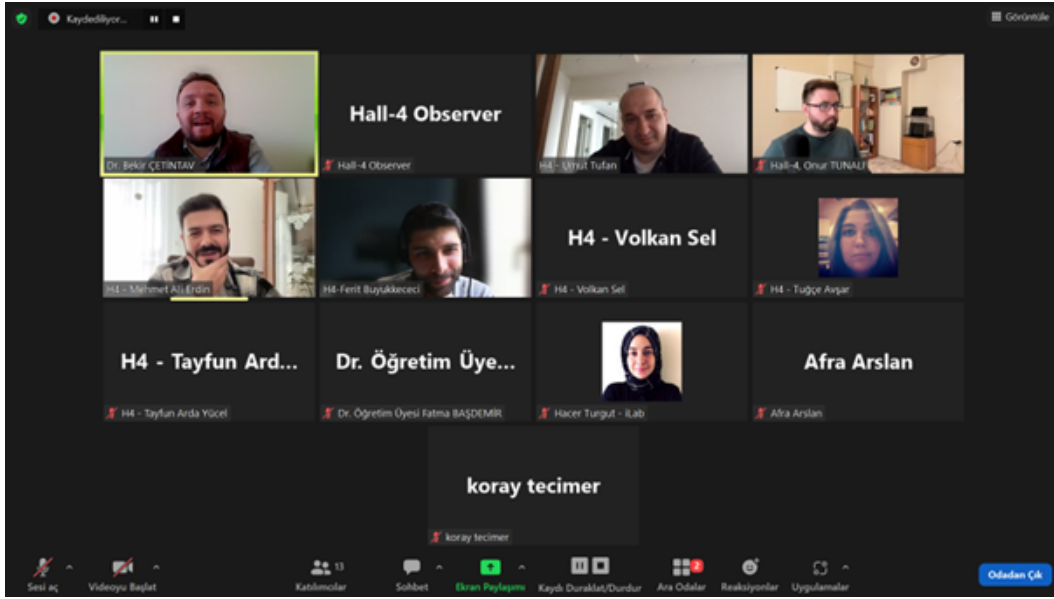 Kaydediliyor...
Görüntüle
Dr. Bekir ÇETİNTAV
Hall-4 Observer
Hall-4 Observer
H4 - Umut Tufan
Hall-4, Onur TUNALI
H4 - Mehmet Ali Erdin
H4-Ferit Buyukkececi
H4 - Volkan Sel
H4 - Volkan Sel
H4 - Tuğçe Avşar
H4 - Tayfun Ard...
H4 - Tayfun Arda Yücel
Dr. Öğretim Üye...
Dr. Öğretim Üyesi Fatma BAŞDEMİR
Hacer Turgut - iLab
Afra Arslan
Afra Arslan
koray tecimer
koray tecimer
Sesi aç
Videoyu Başlat
13
Katılımcılar
Sohbet
Ekran Paylaşımı
Kaydı Duraklat/Durdur
2
Ara Odalar
Reaksiyonlar
Uygulamalar
Odadan Çık